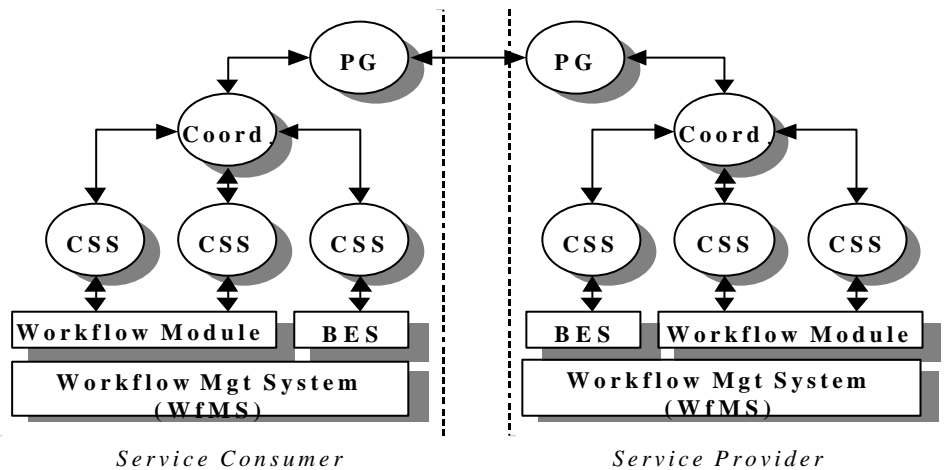 PG PG
Coord. Coord.
CSS CSS CSS CSS CSS CSS
Workflow Module BES BES Workflow Module
Workflow Mgt System Workflow Mgt System
(WfMS) (WfMS)
Service Consumer Service Provider